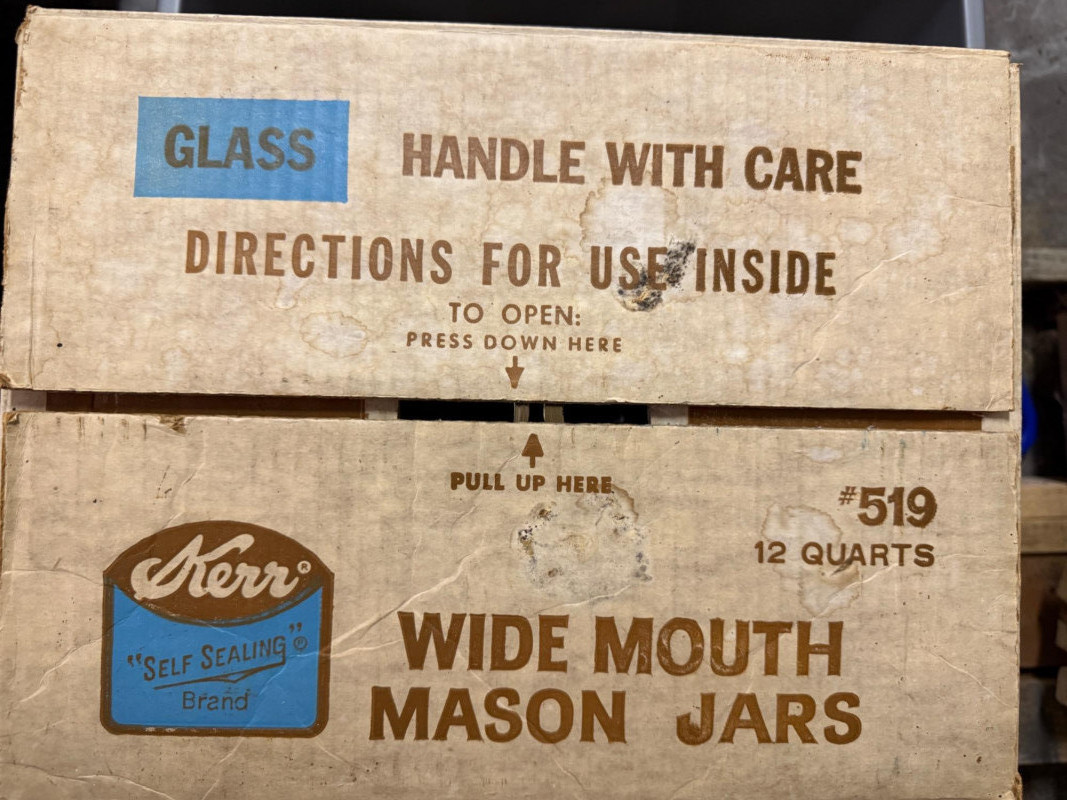 GLASS
HANDLE WITH CARE
DIRECTIONS FOR USE INSIDE
TO OPEN:
PRESS DOWN HERE
PULL UP HERE
#519
12 QUARTS
Kerr®
"SELF SEALING"®
Brand
WIDE MOUTH
MASON JARS